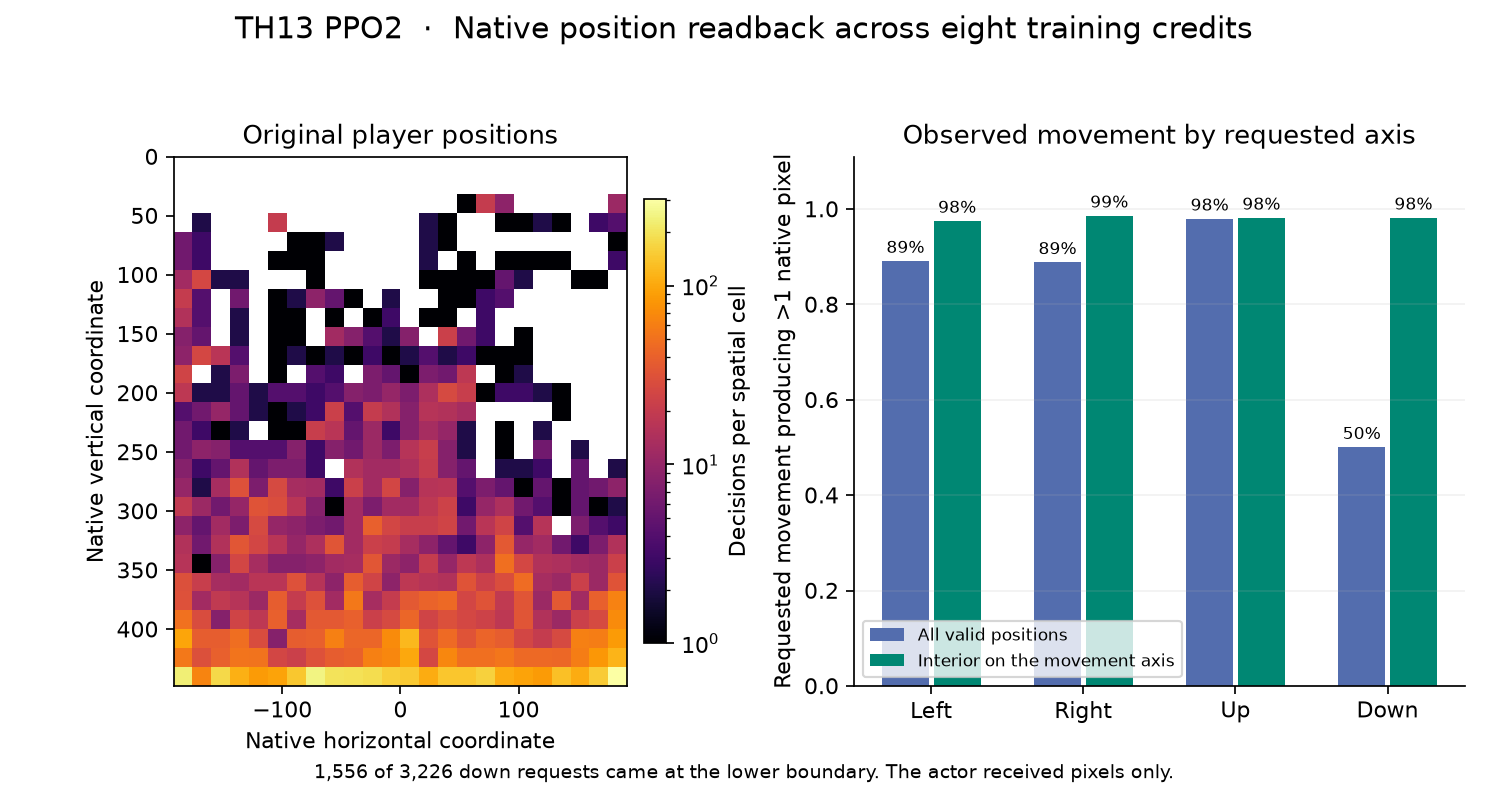 TH13 PPO2 · Native position readback across eight training credits
Original player positions
Native vertical coordinate
0
50
100
150
200
250
300
350
400
−100
0
100
Native horizontal coordinate
10²
10¹
10⁰
Decisions per spatial cell
Observed movement by requested axis
Requested movement producing >1 native pixel
1.0
0.8
0.6
0.4
0.2
0.0
89%
98%
89%
99%
98%
98%
50%
98%
All valid positions
Interior on the movement axis
Left
Right
Up
Down
1,556 of 3,226 down requests came at the lower boundary. The actor received pixels only.